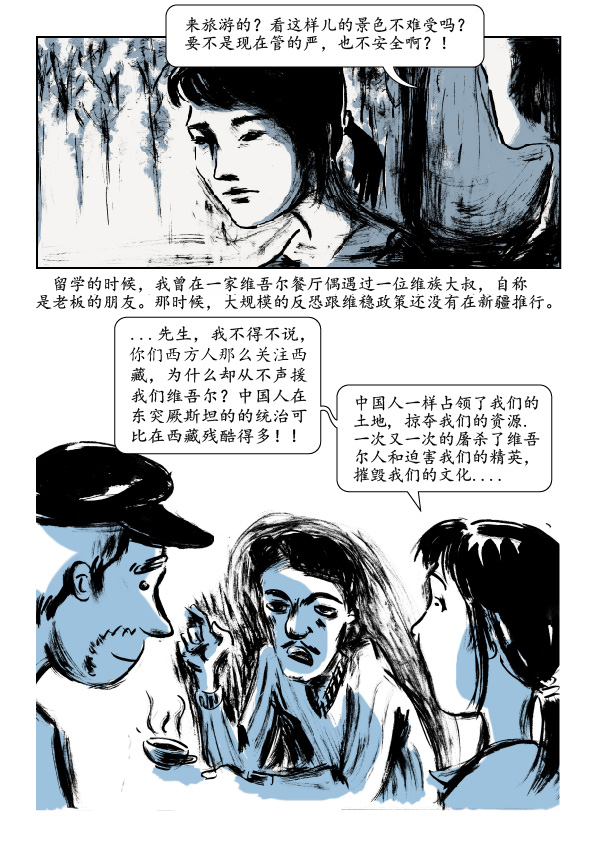 来旅游的？看这样儿的景色不难受吗？
要不是现在管的严，也不安全啊？！
留学的时候，我曾在一家维吾尔餐厅偶遇过一位维族大叔，自称
是老板的朋友。那时候，大规模的反恐跟维稳政策还没有在新疆推行。
...先生，我不得不说，
你们西方人那么关注西
藏，为什么却从不声援
我们维吾尔？中国人在
东突厥斯坦的的统治可
比在西藏残酷得多！！
中国人一样占领了我们的
土地，掠夺我们的资源.
一次又一次的屠杀了维吾
尔人和迫害我们的精英，
摧毁我们的文化....